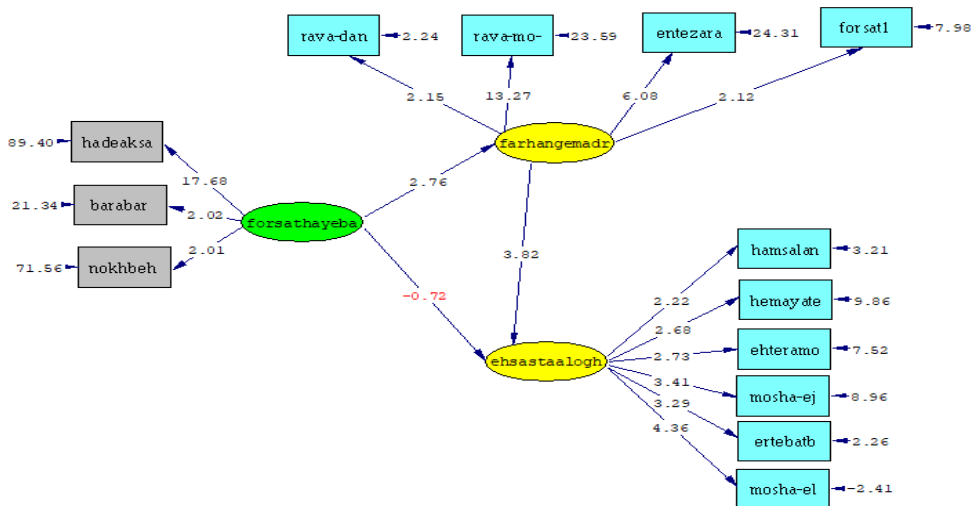 rava-dan
2.24
rava-mo-
23.59
entezara
24.31
forsat1
7.98
2.15
13.27
6.08
2.12
89.40
hadeaksa
farhangemadr
17.68
2.76
21.34
barabar
2.02
forsathayeba
2.01
71.56
nokhbeh
3.82
hamsalan
3.21
-0.72
2.22
hemayate
9.86
2.68
ehsastaalogh
2.73
ehteramo
7.52
3.41
mosha-ej
8.96
3.29
4.36
ertebatb
2.26
mosha-el
-2.41